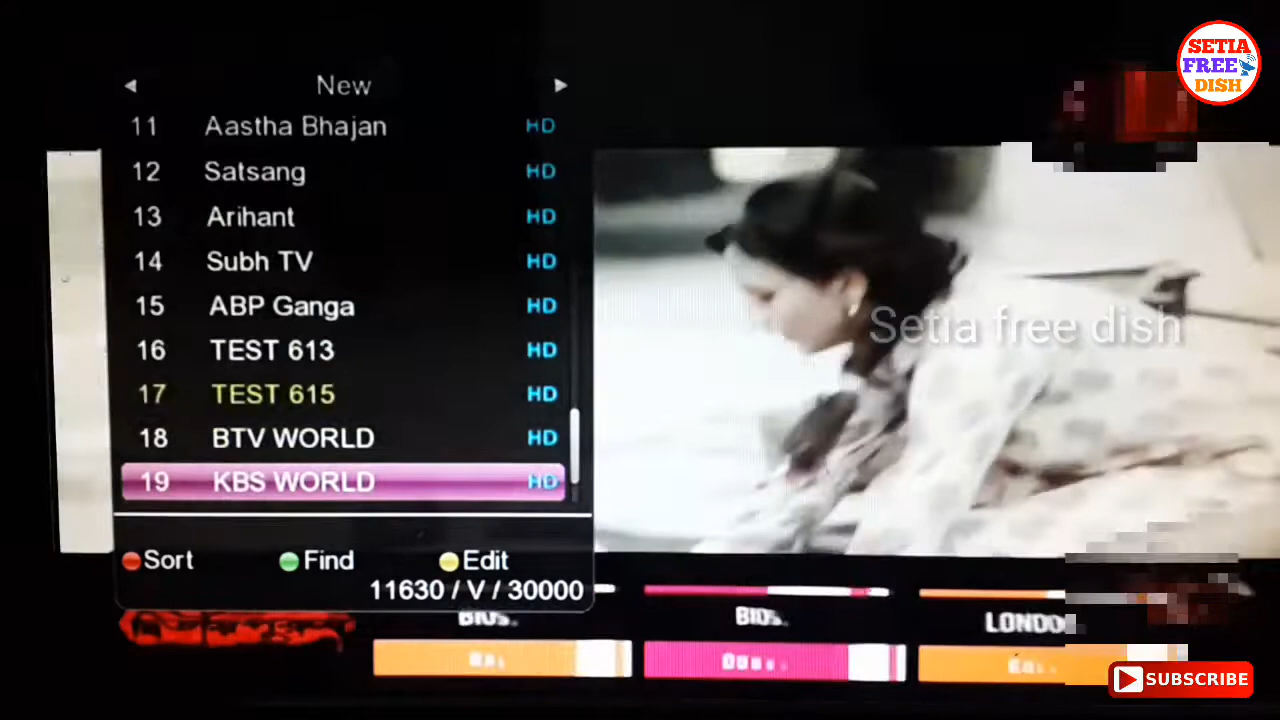 SETIA
FREE
DISH
New
11 Aastha Bhajan HD
12 Satsang HD
13 Arihant HD
14 Subh TV HD
15 ABP Ganga HD
16 TEST 613 HD
17 TEST 615 HD
18 BTV WORLD HD
19 KBS WORLD HD
Setia free dish
Sort Find Edit
11630 / V / 30000
SUBSCRIBE